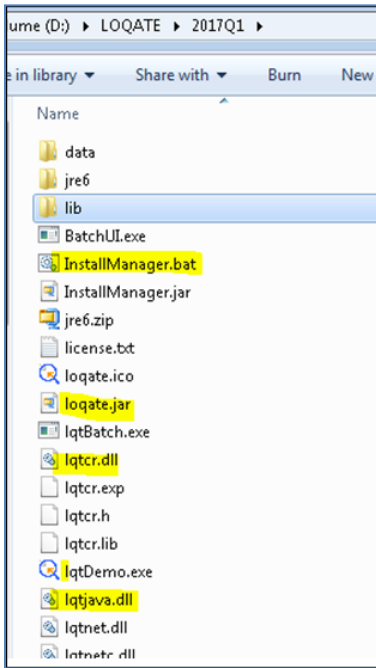 ume (D:) ▸ LOQATE ▸ 2017Q1 ▸
e in library Share with Burn New
Name
data
jre6
lib
BatchUI.exe
InstallManager.bat
InstallManager.jar
jre6.zip
license.txt
loqate.ico
loqate.jar
lqtBatch.exe
lqtcr.dll
lqtcr.exp
lqtcr.h
lqtcr.lib
lqtDemo.exe
lqtjava.dll
lqtnet.dll
lqtnetc.dll